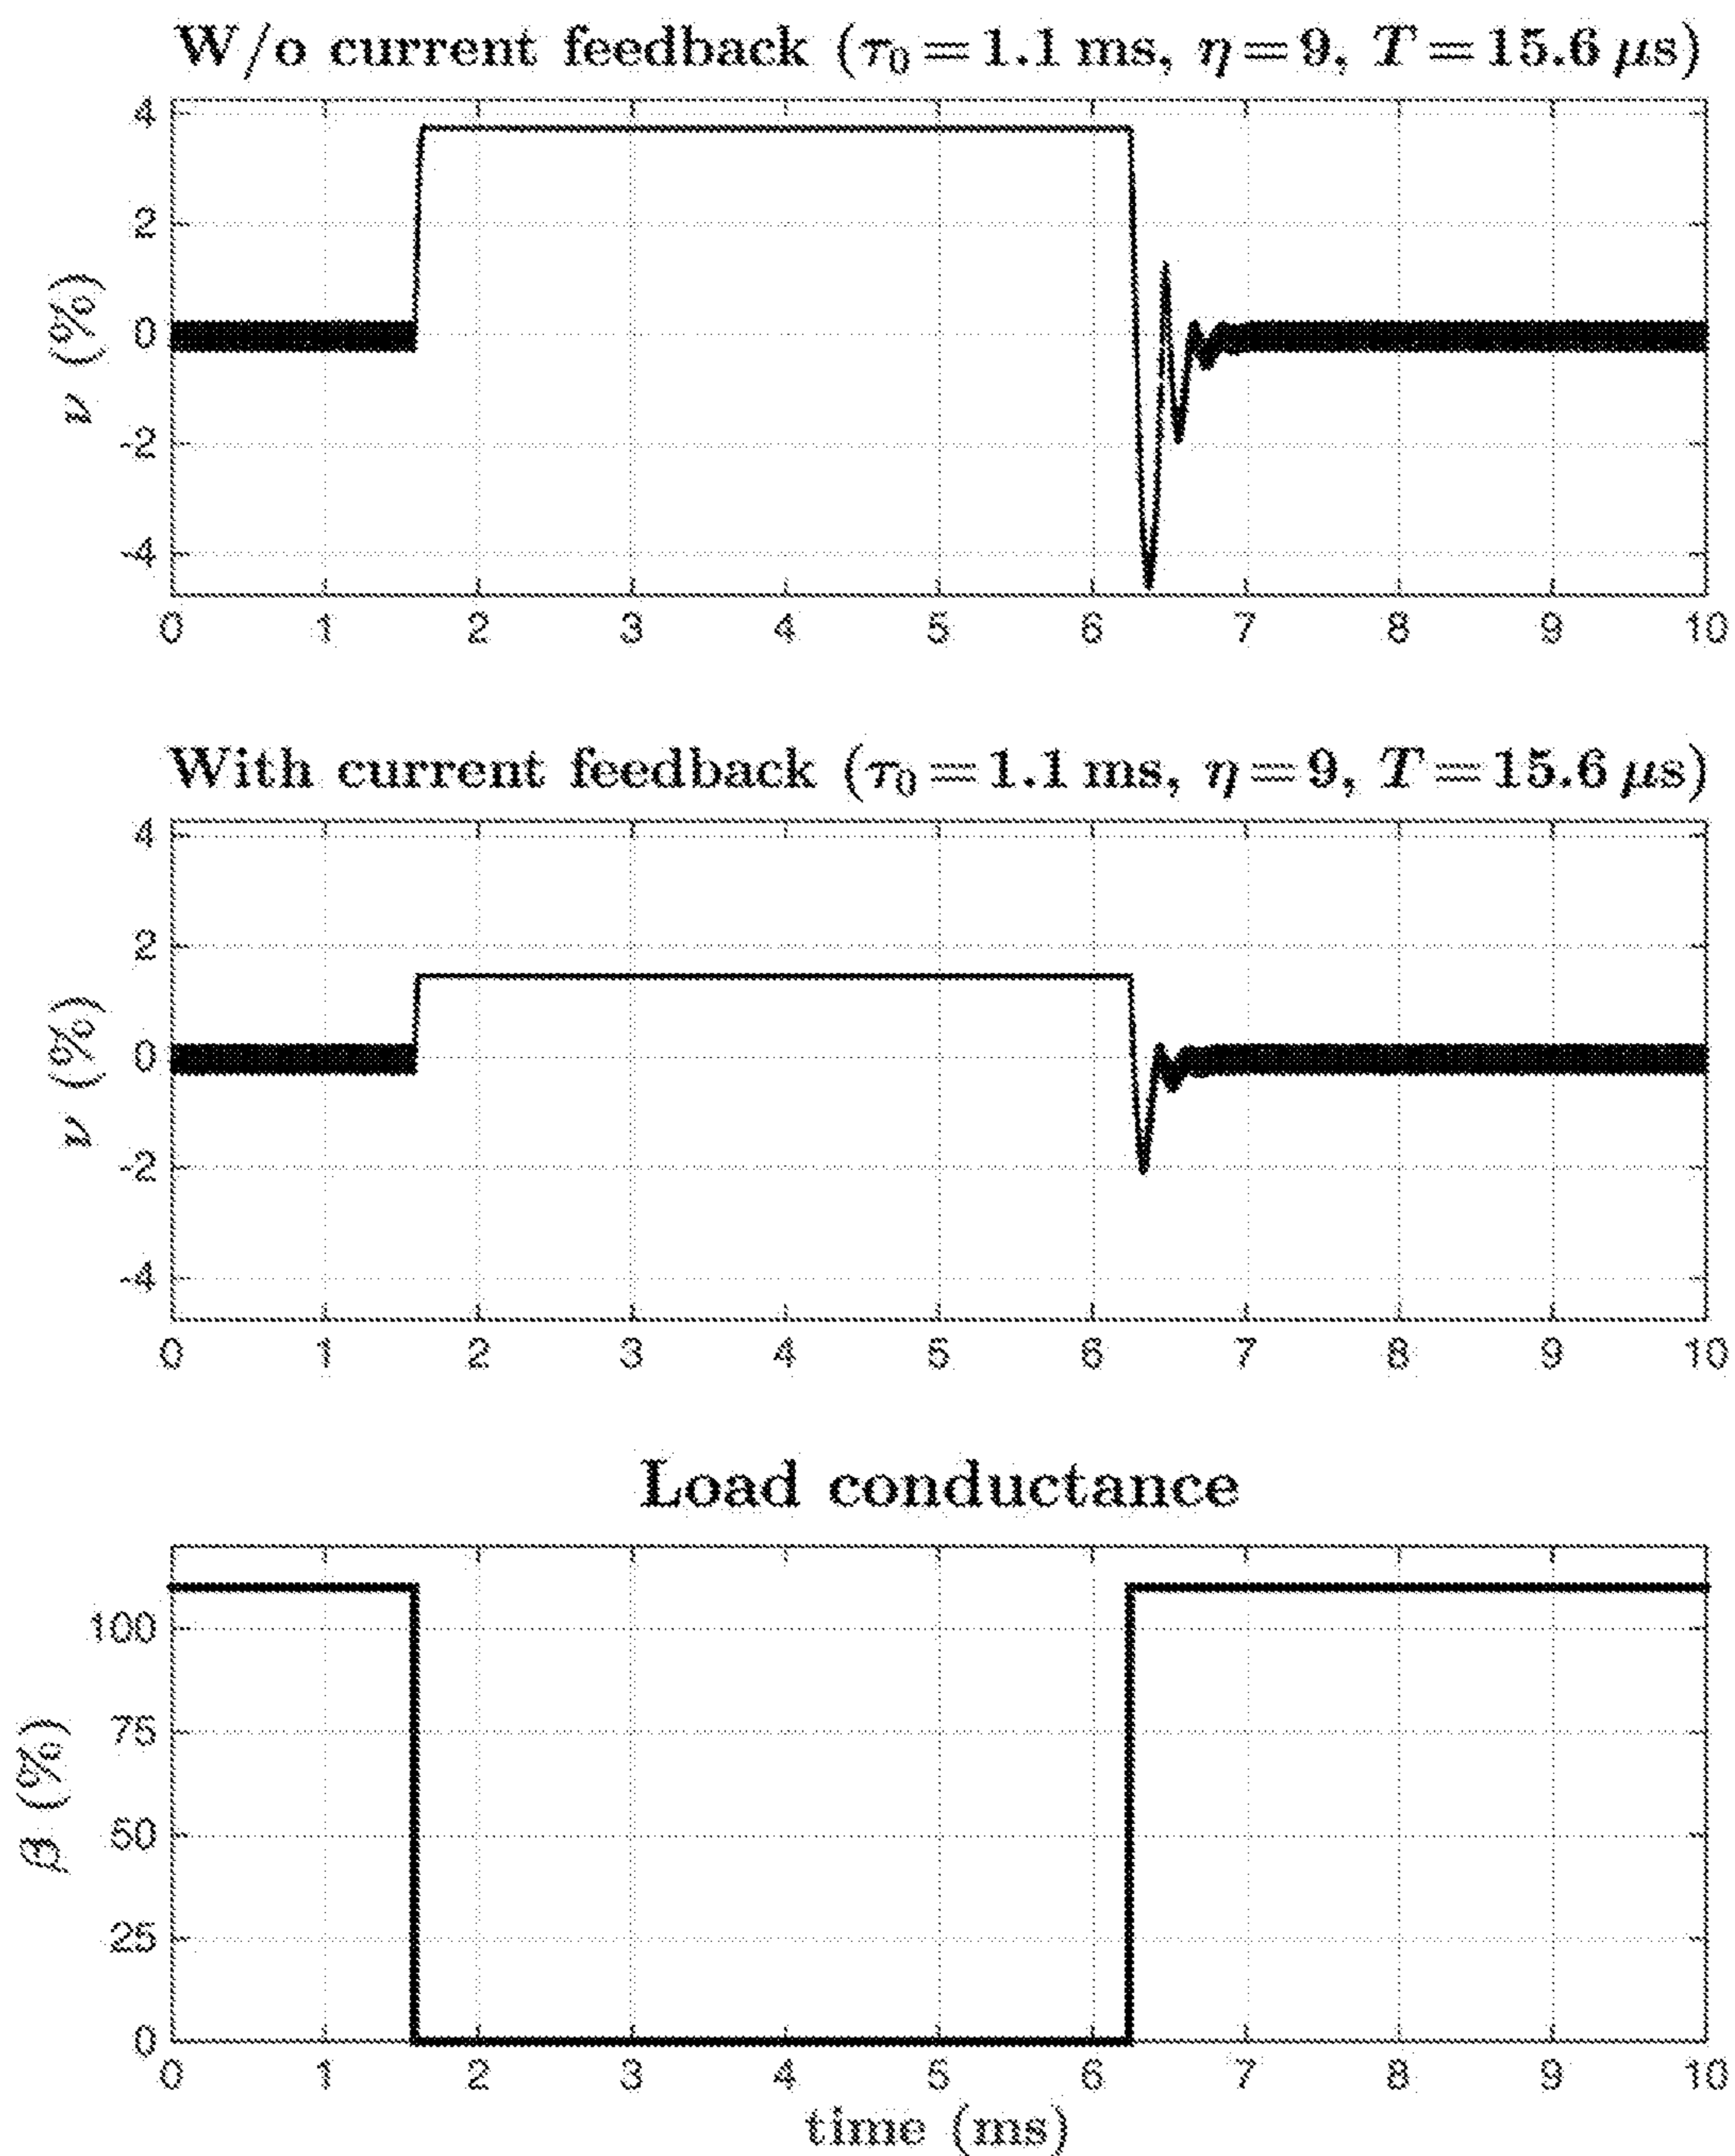 W/o current feedback (τ₀ = 1.1 ms, η = 9, T = 15.6 μs)
4
2
0
-2
-4
ν (%)
0 1 2 3 4 5 6 7 8 9 10
With current feedback (τ₀ = 1.1 ms, η = 9, T = 15.6 μs)
4
2
0
-2
-4
ν (%)
0 1 2 3 4 5 6 7 8 9 10
Load conductance
100
75
50
25
0
β (%)
0 1 2 3 4 5 6 7 8 9 10
time (ms)